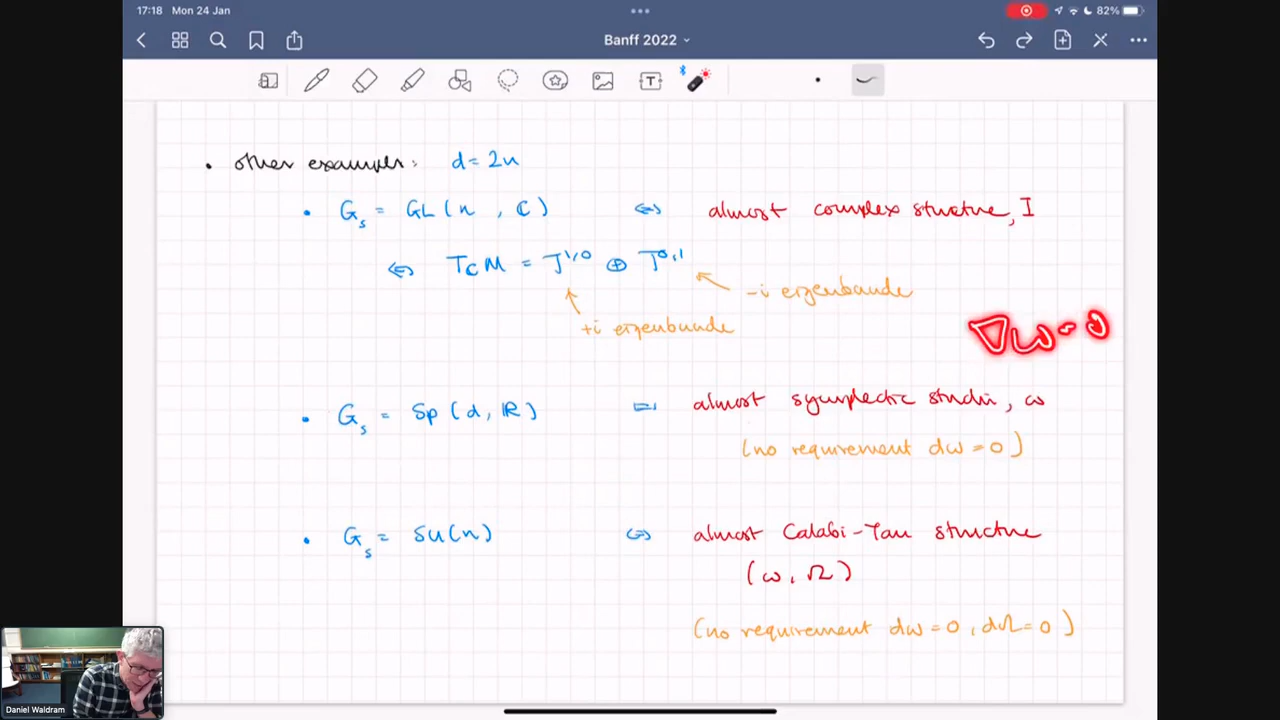 17:18 Mon 24 Jan
82%
Banff 2022
• other examples: d = 2n
• G_s = GL(n, ℂ) ⇔ almost complex structure, I
⇔ T_ℂ M = T^{1,0} ⊕ T^{0,1}
-i eigenbundle
+i eigenbundle
∇ω = 0
• G_s = Sp(d, ℝ) ⇔ almost symplectic structure, ω
(no requirement dω = 0)
• G_s = SU(n) ⇔ almost Calabi-Yau structure
(ω, Ω)
(no requirement dω = 0, dΩ = 0)
Daniel Waldram